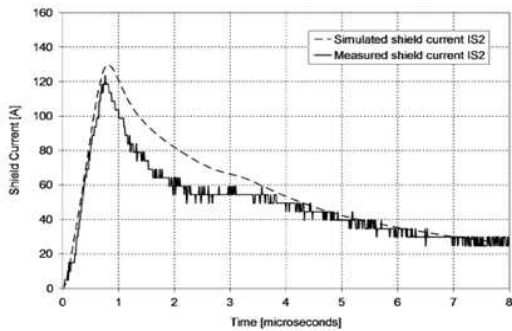 160
140
120
100
80
60
40
20
0
Shield Current [A]
Simulated shield current IS2
Measured shield current IS2
0 1 2 3 4 5 6 7 8
Time [microseconds]